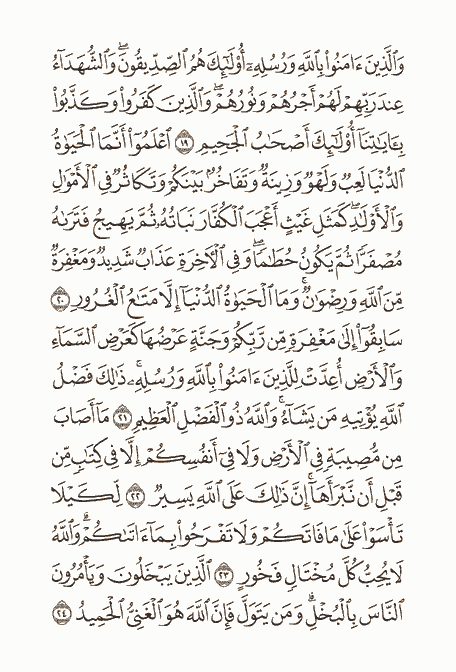 وَٱلَّذِينَ ءَامَنُواْ بِٱللَّهِ وَرُسُلِهِۦٓ أُوْلَٰٓئِكَ هُمُ ٱلصِّدِّيقُونَۖ وَٱلشُّهَدَآءُ
عِندَ رَبِّهِمۡ لَهُمۡ أَجۡرُهُمۡ وَنُورُهُمۡۖ وَٱلَّذِينَ كَفَرُواْ وَكَذَّبُواْ
بِـَٔايَٰتِنَآ أُوْلَٰٓئِكَ أَصۡحَٰبُ ٱلۡجَحِيمِ ١٩ ٱعۡلَمُوٓاْ أَنَّمَا ٱلۡحَيَوٰةُ
ٱلدُّنۡيَا لَعِبٞ وَلَهۡوٞ وَزِينَةٞ وَتَفَاخُرُۢ بَيۡنَكُمۡ وَتَكَاثُرٞ فِي ٱلۡأَمۡوَٰلِ
وَٱلۡأَوۡلَٰدِۖ كَمَثَلِ غَيۡثٍ أَعۡجَبَ ٱلۡكُفَّارَ نَبَاتُهُۥ ثُمَّ يَهِيجُ فَتَرَىٰهُ
مُصۡفَرّٗا ثُمَّ يَكُونُ حُطَٰمٗاۖ وَفِي ٱلۡأٓخِرَةِ عَذَابٞ شَدِيدٞ وَمَغۡفِرَةٞ
مِّنَ ٱللَّهِ وَرِضۡوَٰنٞۚ وَمَا ٱلۡحَيَوٰةُ ٱلدُّنۡيَآ إِلَّا مَتَٰعُ ٱلۡغُرُورِ ٢٠
سَابِقُوٓاْ إِلَىٰ مَغۡفِرَةٖ مِّن رَّبِّكُمۡ وَجَنَّةٍ عَرۡضُهَا كَعَرۡضِ ٱلسَّمَآءِ
وَٱلۡأَرۡضِ أُعِدَّتۡ لِلَّذِينَ ءَامَنُواْ بِٱللَّهِ وَرُسُلِهِۦۚ ذَٰلِكَ فَضۡلُ
ٱللَّهِ يُؤۡتِيهِ مَن يَشَآءُۚ وَٱللَّهُ ذُو ٱلۡفَضۡلِ ٱلۡعَظِيمِ ٢١ مَآ أَصَابَ
مِن مُّصِيبَةٖ فِي ٱلۡأَرۡضِ وَلَا فِيٓ أَنفُسِكُمۡ إِلَّا فِي كِتَٰبٖ مِّن
قَبۡلِ أَن نَّبۡرَأَهَآۚ إِنَّ ذَٰلِكَ عَلَى ٱللَّهِ يَسِيرٞ ٢٢ لِّكَيۡلَا
تَأۡسَوۡاْ عَلَىٰ مَا فَاتَكُمۡ وَلَا تَفۡرَحُواْ بِمَآ ءَاتَىٰكُمۡۗ وَٱللَّهُ
لَا يُحِبُّ كُلَّ مُخۡتَالٖ فَخُورٍ ٢٣ ٱلَّذِينَ يَبۡخَلُونَ وَيَأۡمُرُونَ
ٱلنَّاسَ بِٱلۡبُخۡلِۗ وَمَن يَتَوَلَّ فَإِنَّ ٱللَّهَ هُوَ ٱلۡغَنِيُّ ٱلۡحَمِيدُ ٢٤